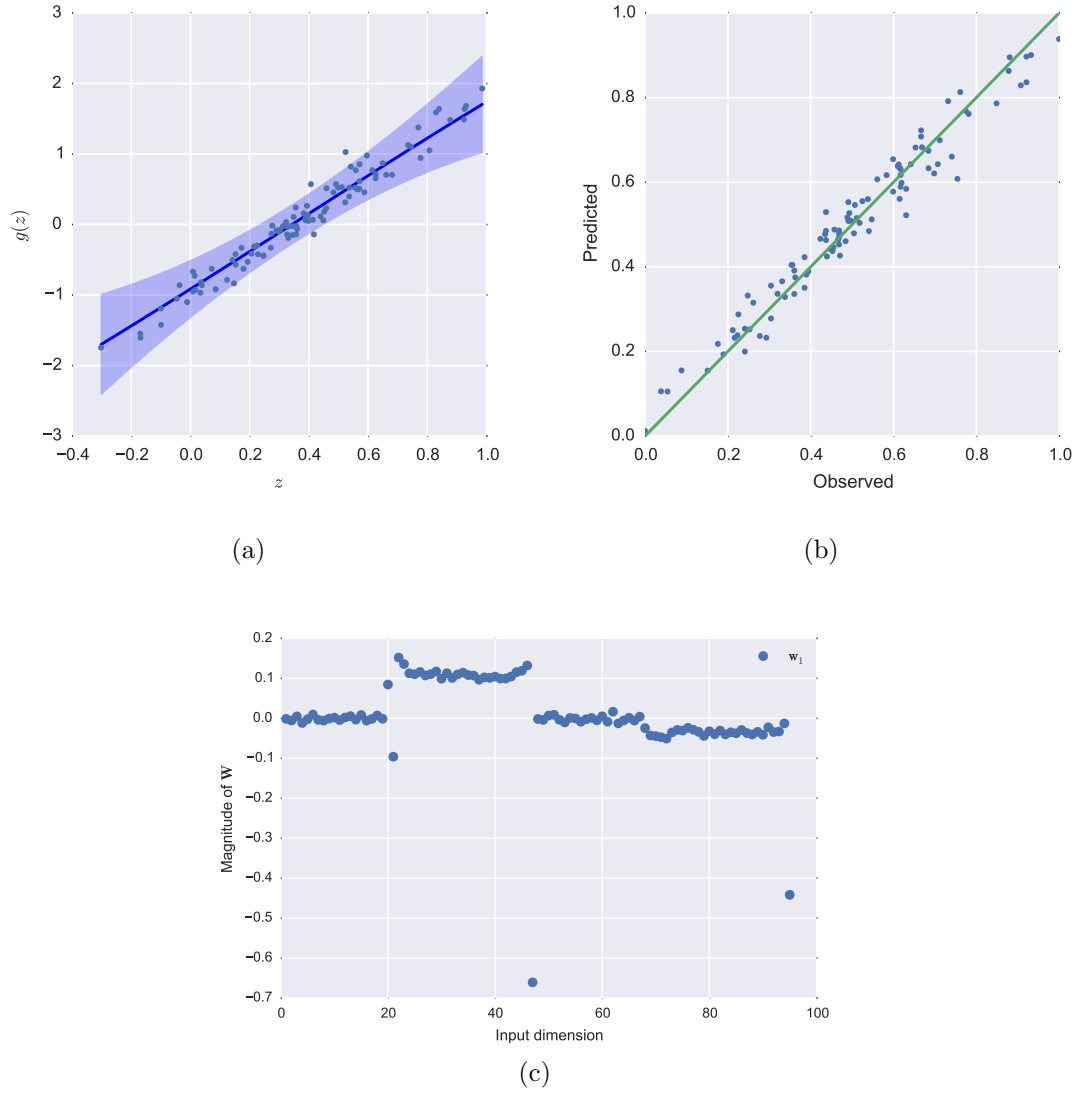 3
2
1
0
−1
−2
−3
g(z)
−0.4 −0.2 0.0 0.2 0.4 0.6 0.8 1.0
z
(a)
1.0
0.8
0.6
0.4
0.2
0.0
Predicted
0.0 0.2 0.4 0.6 0.8 1.0
Observed
(b)
0.2
0.1
0.0
−0.1
−0.2
−0.3
−0.4
−0.5
−0.6
−0.7
Magnitude of W
w₁
0 20 40 60 80 100
Input dimension
(c)